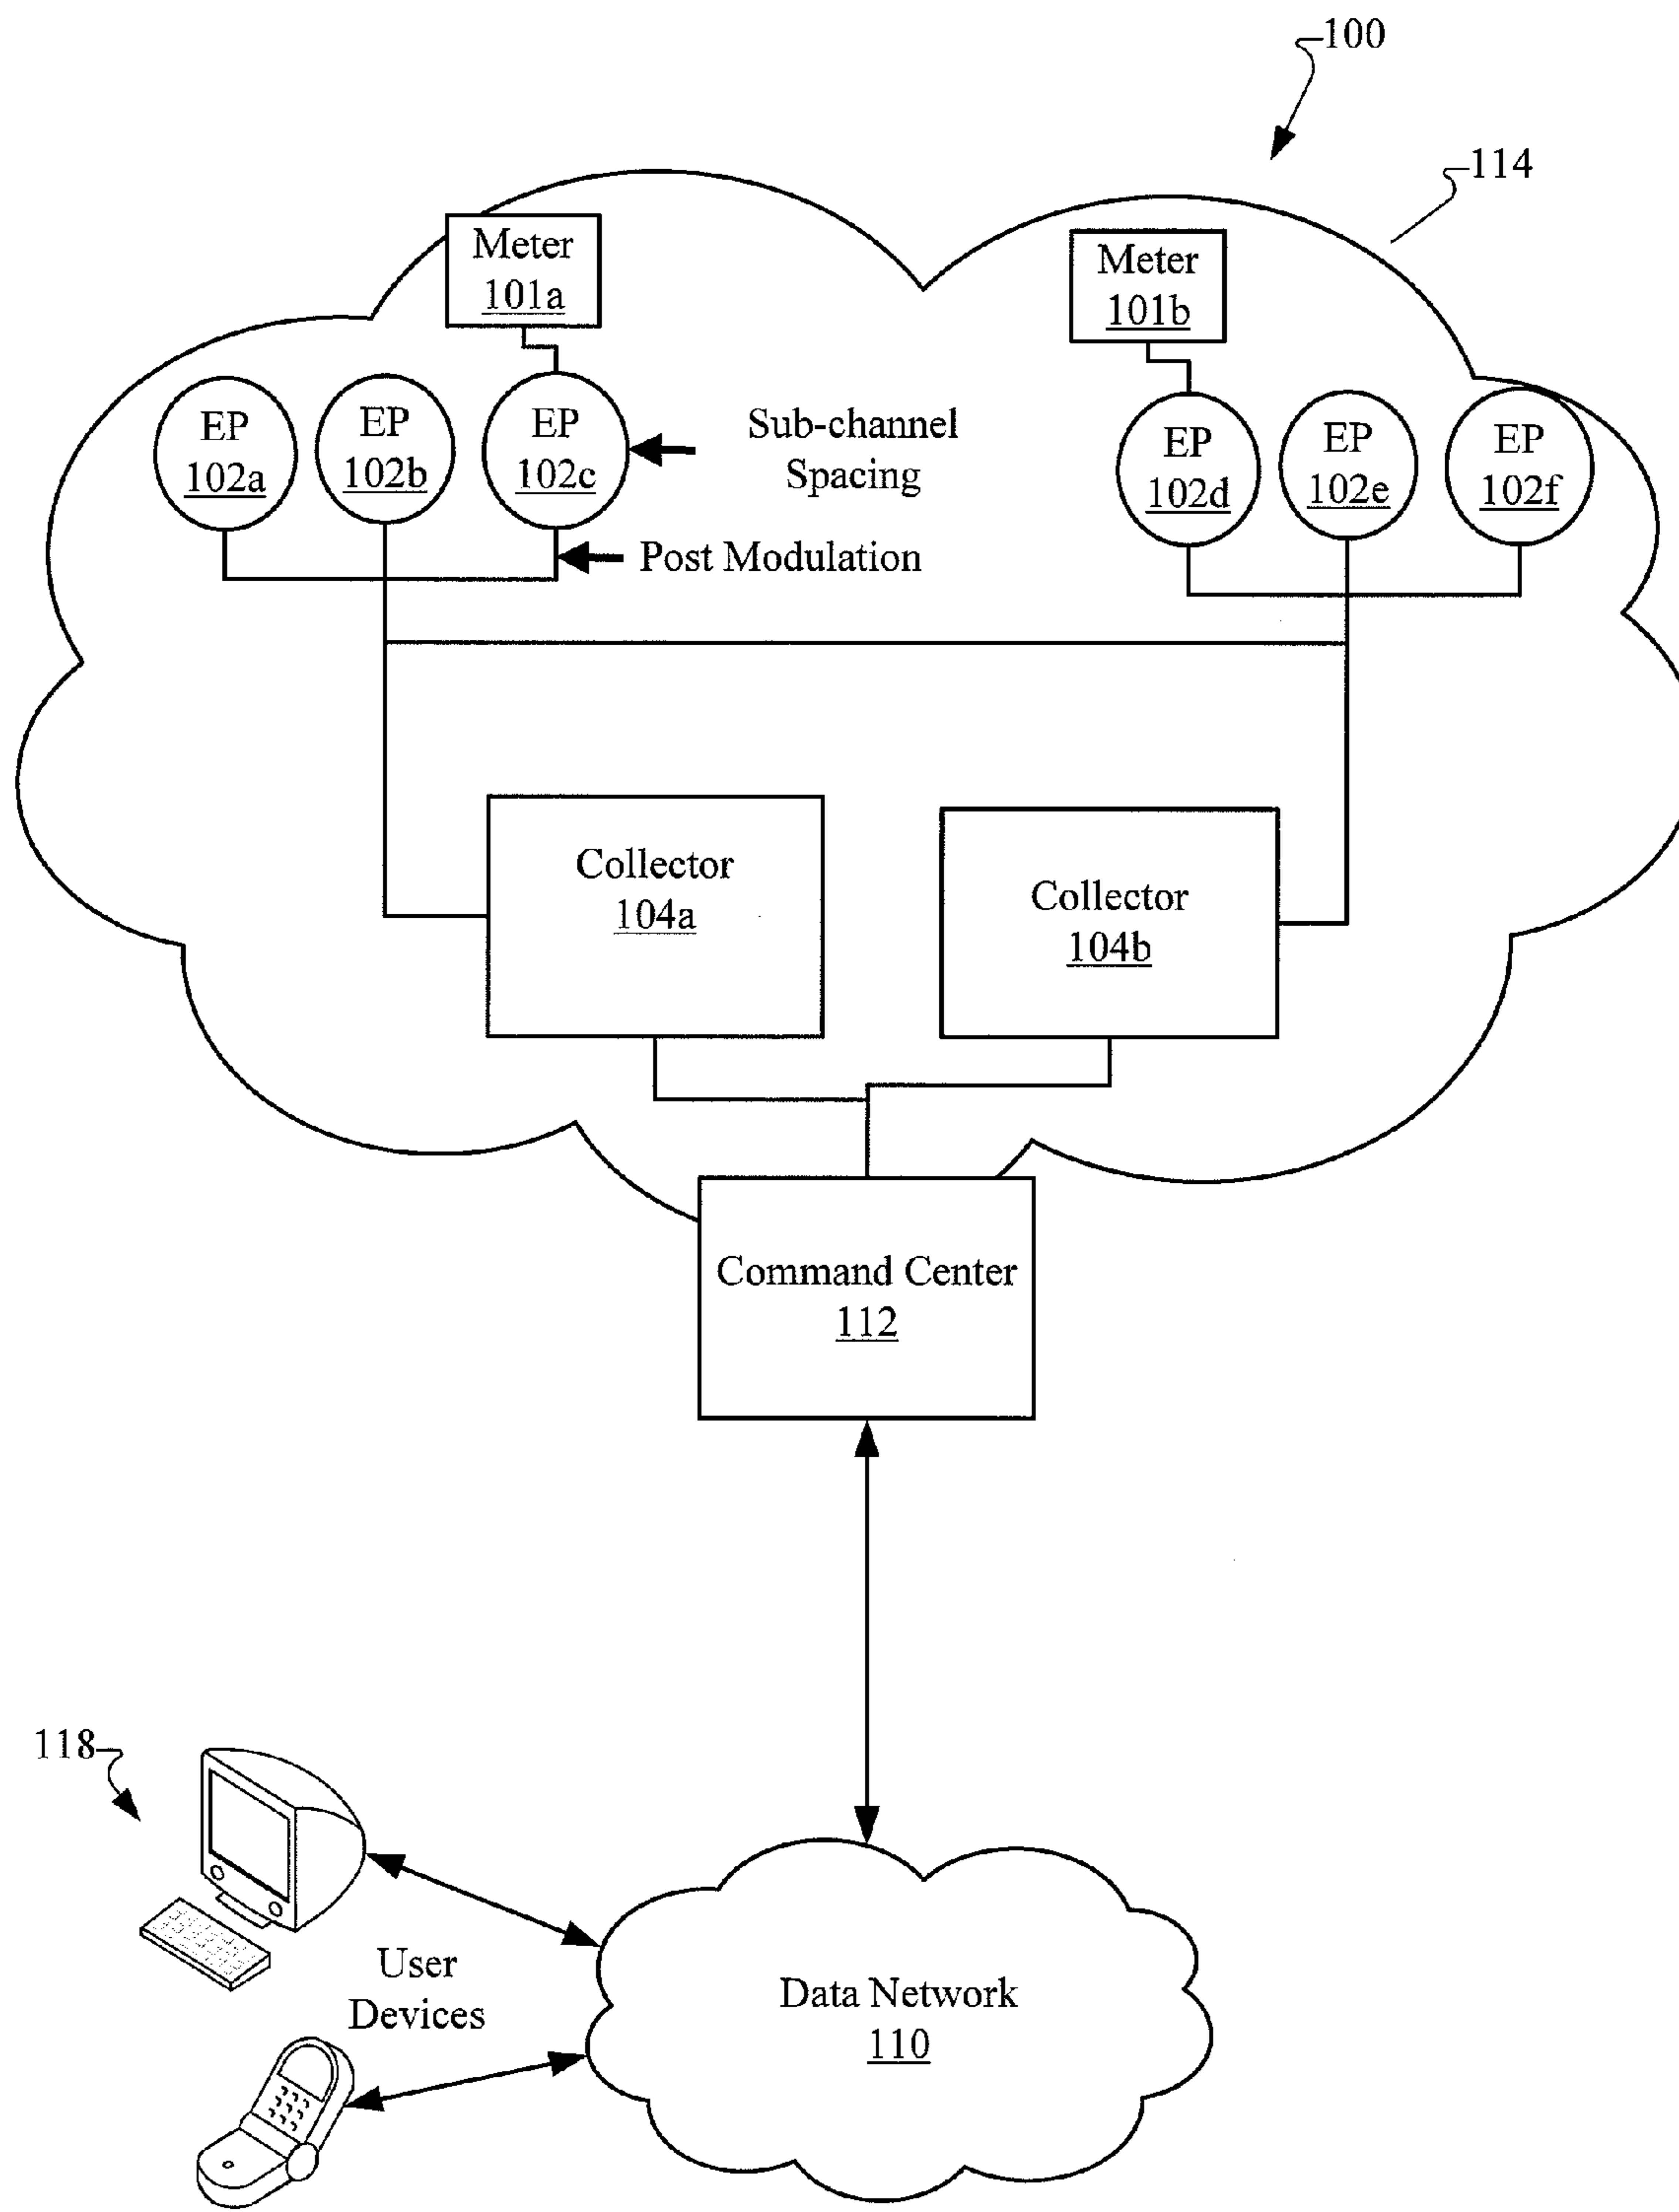 100
114
Meter
101a
Meter
101b
EP
102a
EP
102b
EP
102c
Sub-channel
Spacing
EP
102d
EP
102e
EP
102f
Post Modulation
Collector
104a
Collector
104b
Command Center
112
118
User
Devices
Data Network
110